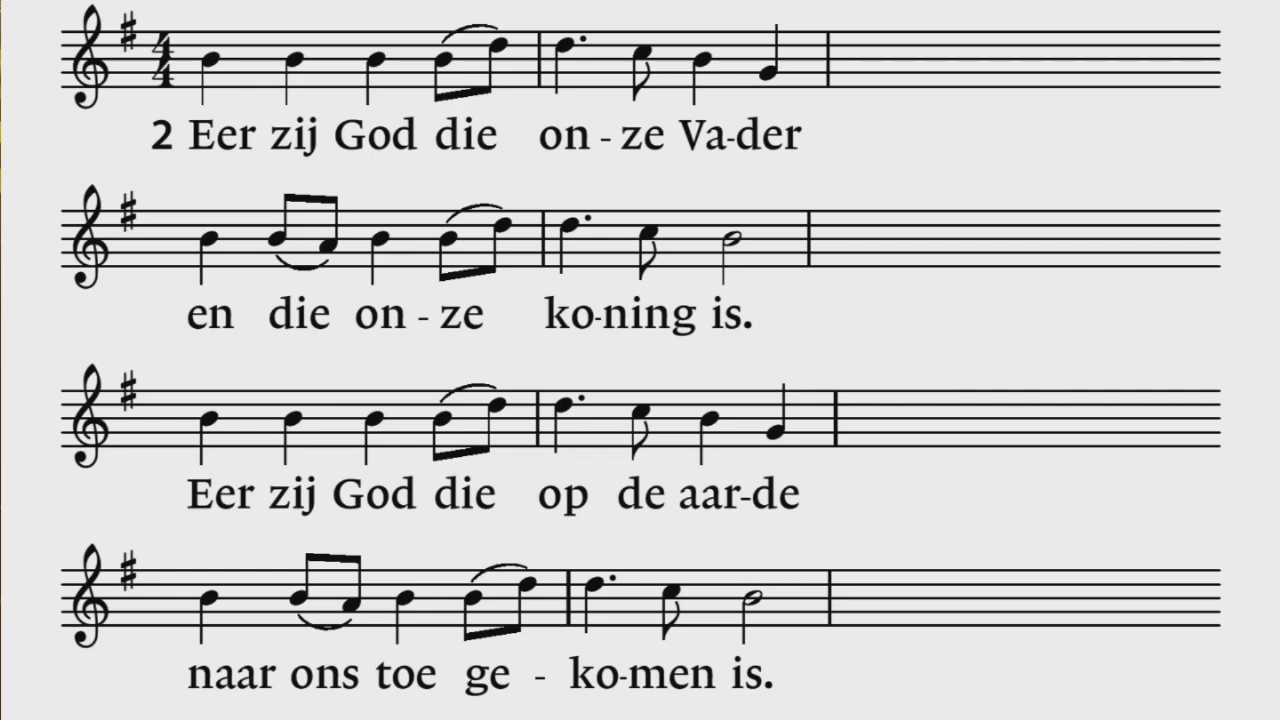 2 Eer zij God die on - ze Va-der
en die on - ze ko-ning is.
Eer zij God die op de aar-de
naar ons toe ge - ko-men is.